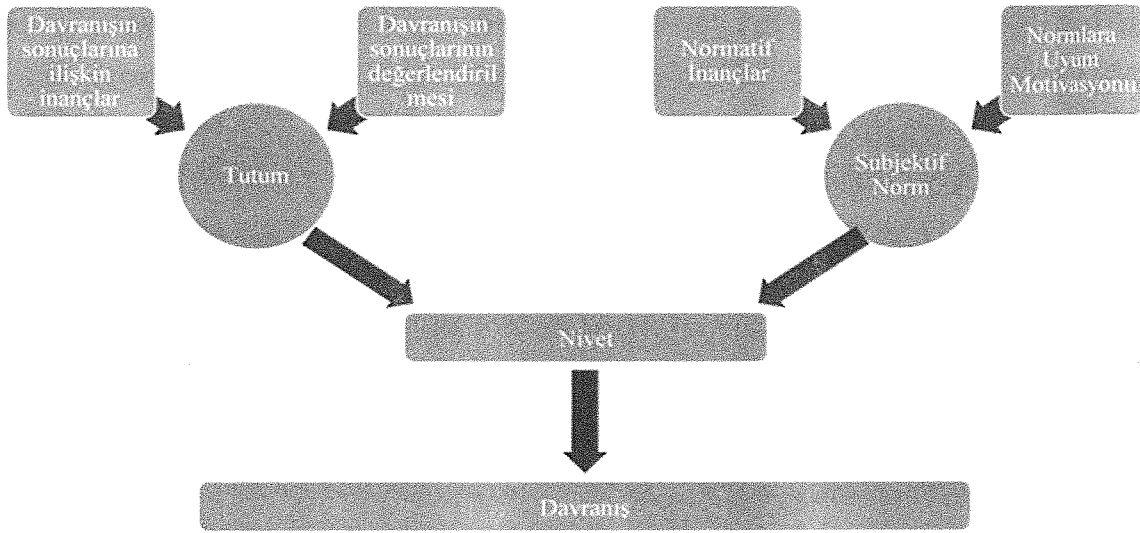 Davranışın
sonuçlarına
ilişkin
inançlar
Davranışın
sonuçlarının
değerlendiril
mesi
Normatif
İnançlar
Normlara
Uyum
Motivasyonu
Tutum
Subjektif
Norm
Niyet
Davranış